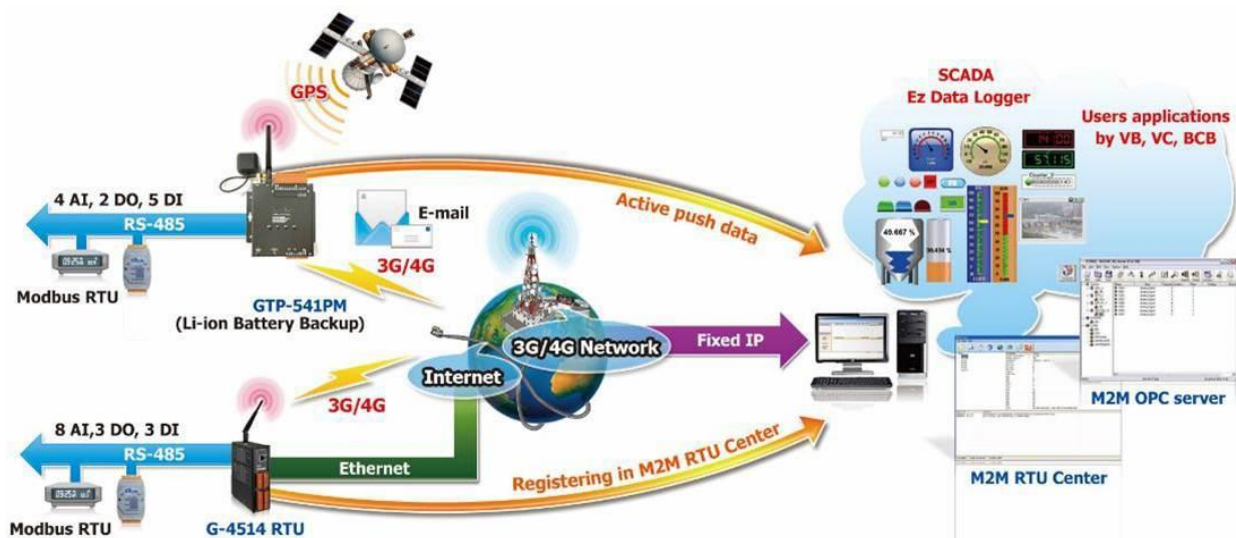 GPS
SCADA
Ez Data Logger
Users applications
by VB, VC, BCB
4 AI, 2 DO, 5 DI
RS-485
Modbus RTU
GTP-541PM
(Li-ion Battery Backup)
E-mail
3G/4G
Active push data
3G/4G Network
Internet
Fixed IP
3G/4G
8 AI,3 DO, 3 DI
RS-485
Modbus RTU
G-4514 RTU
Ethernet
Registering in M2M RTU Center
49.667 %
M2M OPC server
M2M RTU Center